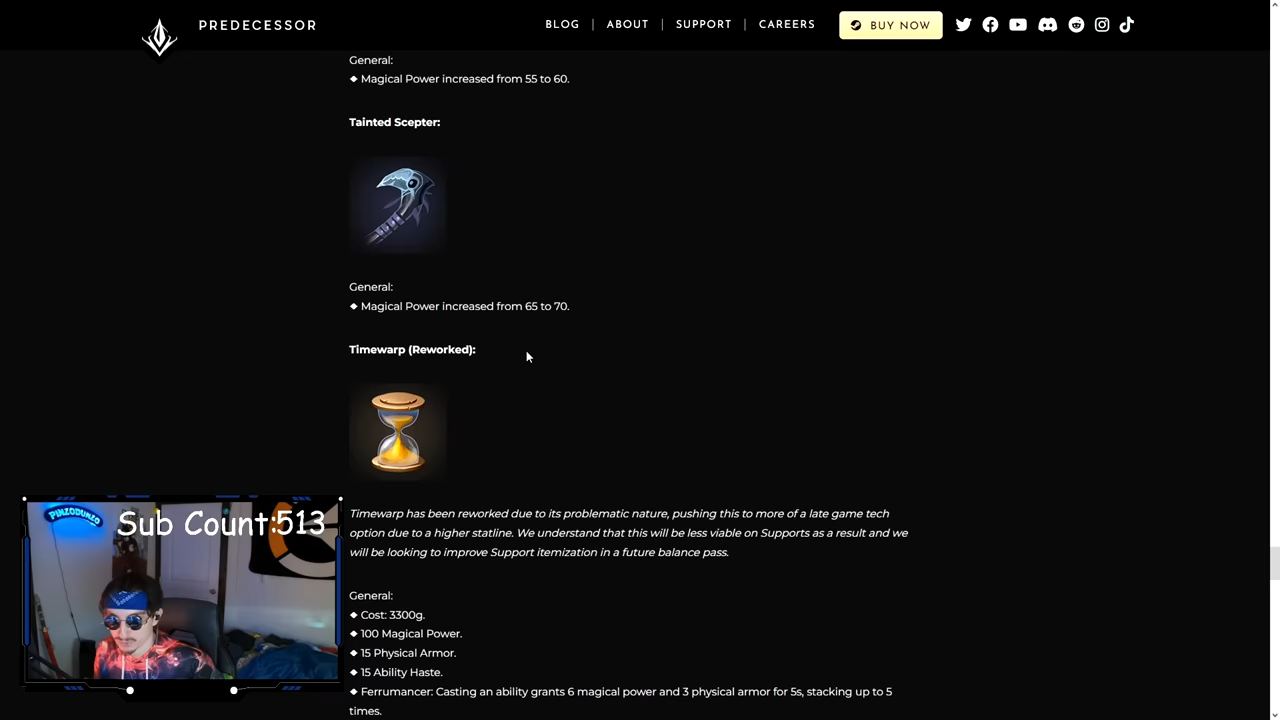 PREDECESSOR
BLOG | ABOUT | SUPPORT | CAREERS
BUY NOW
General:
◆ Magical Power increased from 55 to 60.
Tainted Scepter:
General:
◆ Magical Power increased from 65 to 70.
Timewarp (Reworked):
Timewarp has been reworked due to its problematic nature, pushing this to more of a late game tech
option due to a higher statline. We understand that this will be less viable on Supports as a result and we
will be looking to improve Support itemization in a future balance pass.
General:
◆ Cost: 3300g.
◆ 100 Magical Power.
◆ 15 Physical Armor.
◆ 15 Ability Haste.
◆ Ferrumancer: Casting an ability grants 6 magical power and 3 physical armor for 5s, stacking up to 5
times.
PINZODUNZO
Sub Count:513